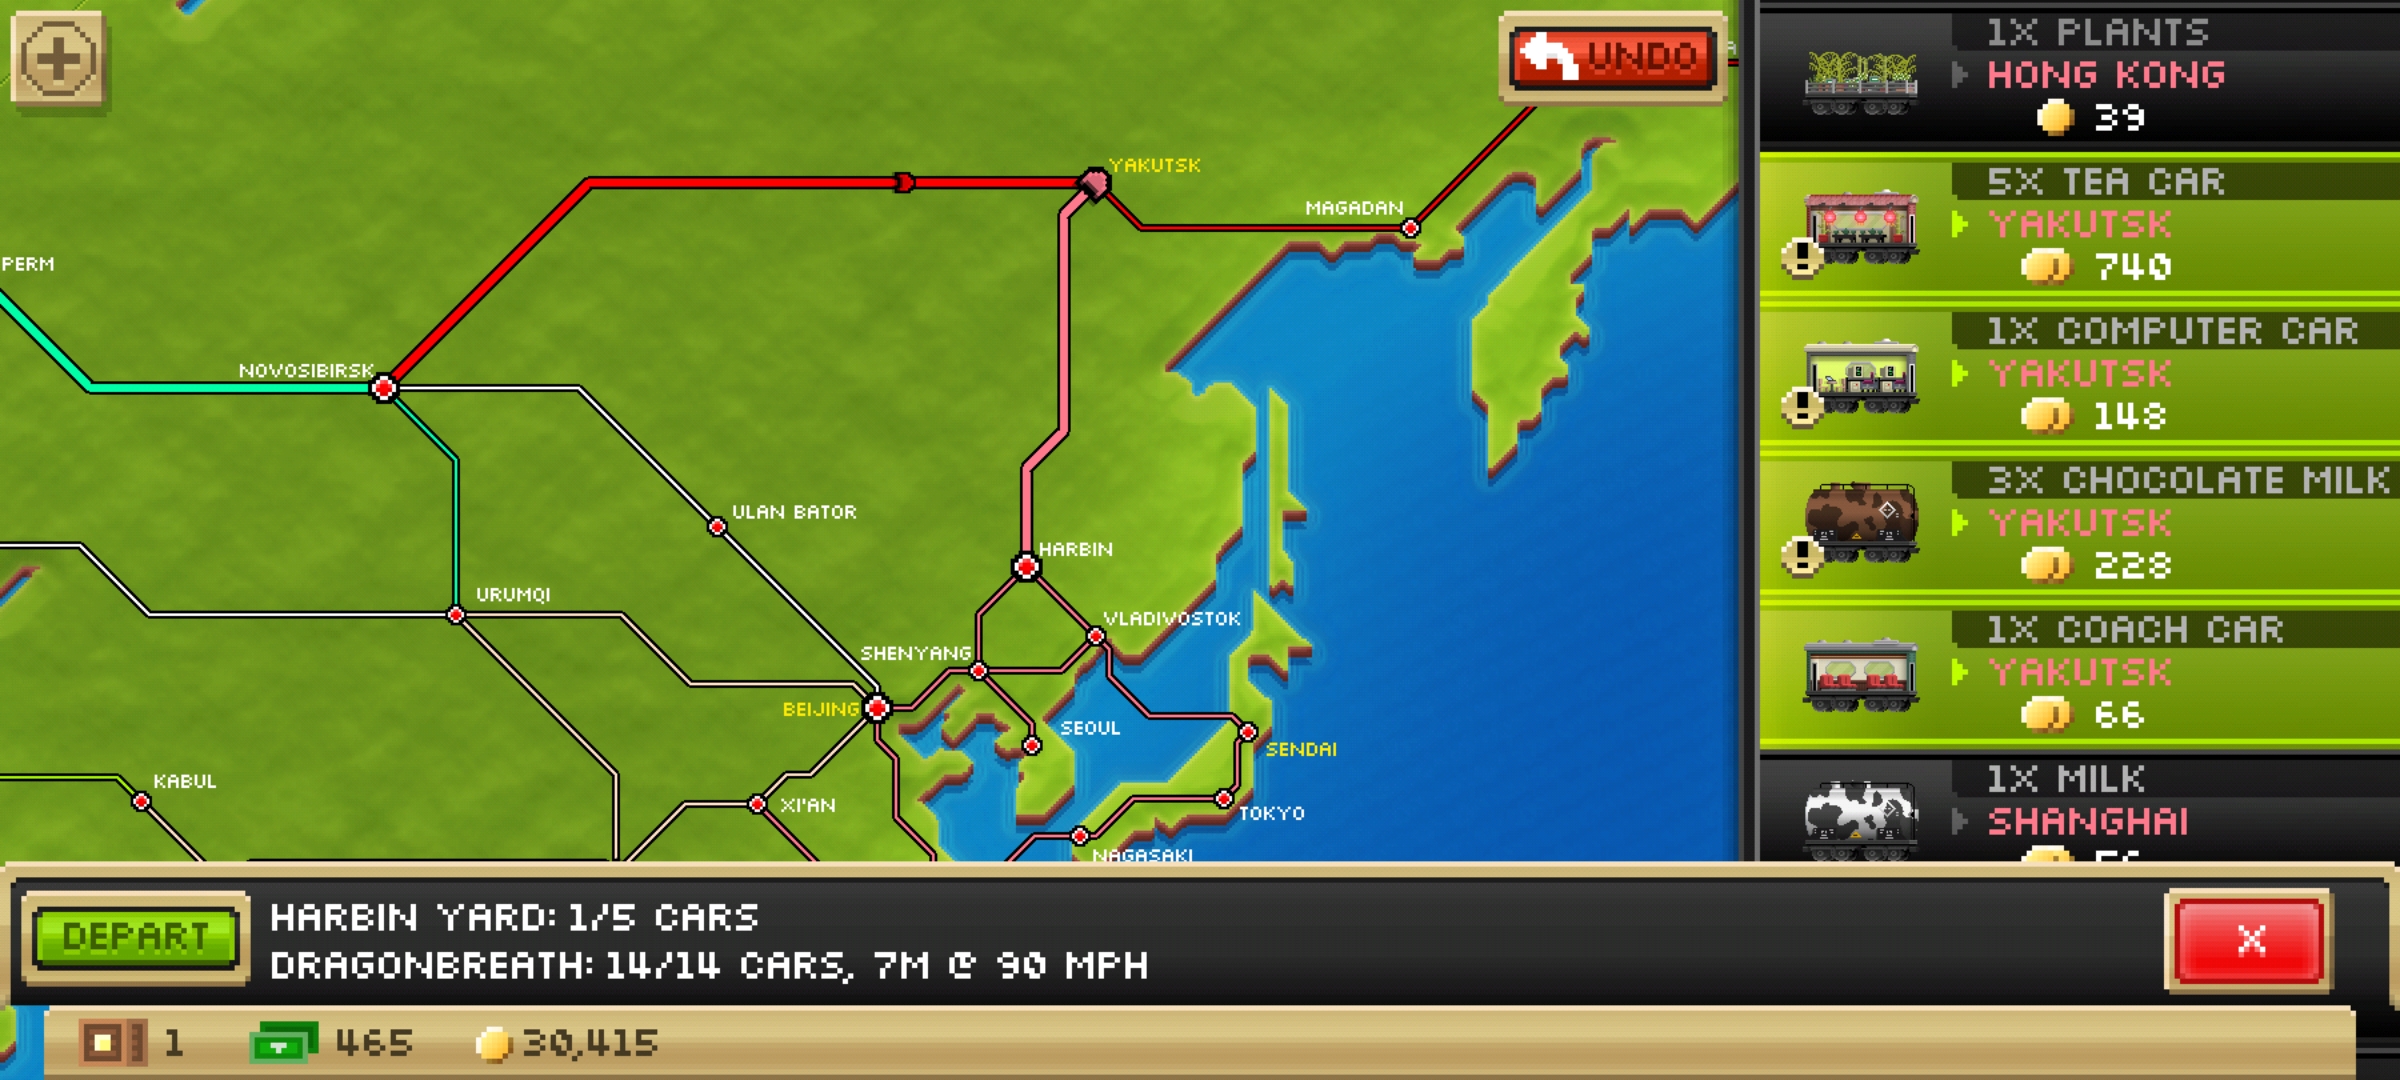 UNDO
1X PLANTS
HONG KONG
39
5X TEA CAR
YAKUTSK
740
1X COMPUTER CAR
YAKUTSK
148
3X CHOCOLATE MILK
YAKUTSK
228
1X COACH CAR
YAKUTSK
66
1X MILK
SHANGHAI
YAKUTSK
MAGADAN
PERM
NOVOSIBIRSK
ULAN BATOR
HARBIN
URUMQI
VLADIVOSTOK
SHENYANG
BEIJING
SEOUL
SENDAI
KABUL
XI'AN
TOKYO
NAGASAKI
DEPART
HARBIN YARD: 1/5 CARS
DRAGONBREATH: 14/14 CARS, 7M @ 90 MPH
X
1
465
30,415